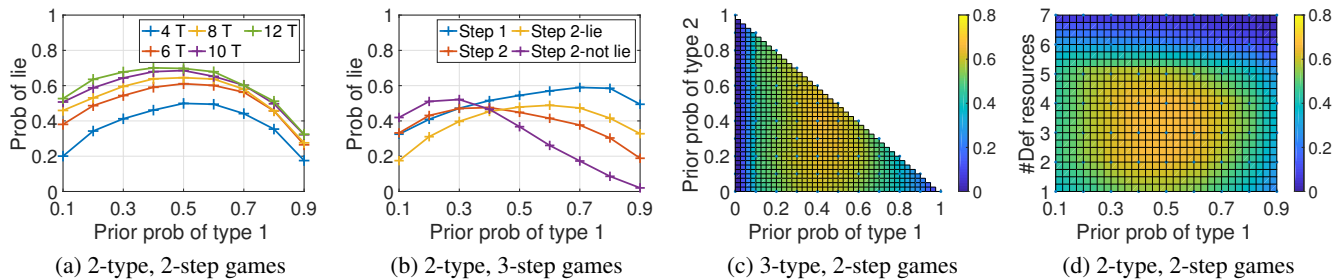 4 T 8 T 12 T
6 T 10 T
Prob of lie
1
0.8
0.6
0.4
0.2
0
0.1 0.3 0.5 0.7 0.9
Prior prob of type 1
(a) 2-type, 2-step games
Step 1 Step 2-lie
Step 2 Step 2-not lie
Prob of lie
1
0.8
0.6
0.4
0.2
0
0.1 0.3 0.5 0.7 0.9
Prior prob of type 1
(b) 2-type, 3-step games
Prior prob of type 2
1
0.8
0.6
0.4
0.2
0
0 0.2 0.4 0.6 0.8 1
Prior prob of type 1
0.8
0.6
0.4
0.2
0
(c) 3-type, 2-step games
#Def resources
7
6
5
4
3
2
1
0.1 0.3 0.5 0.7 0.9
Prior prob of type 1
0.8
0.6
0.4
0.2
0
(d) 2-type, 2-step games